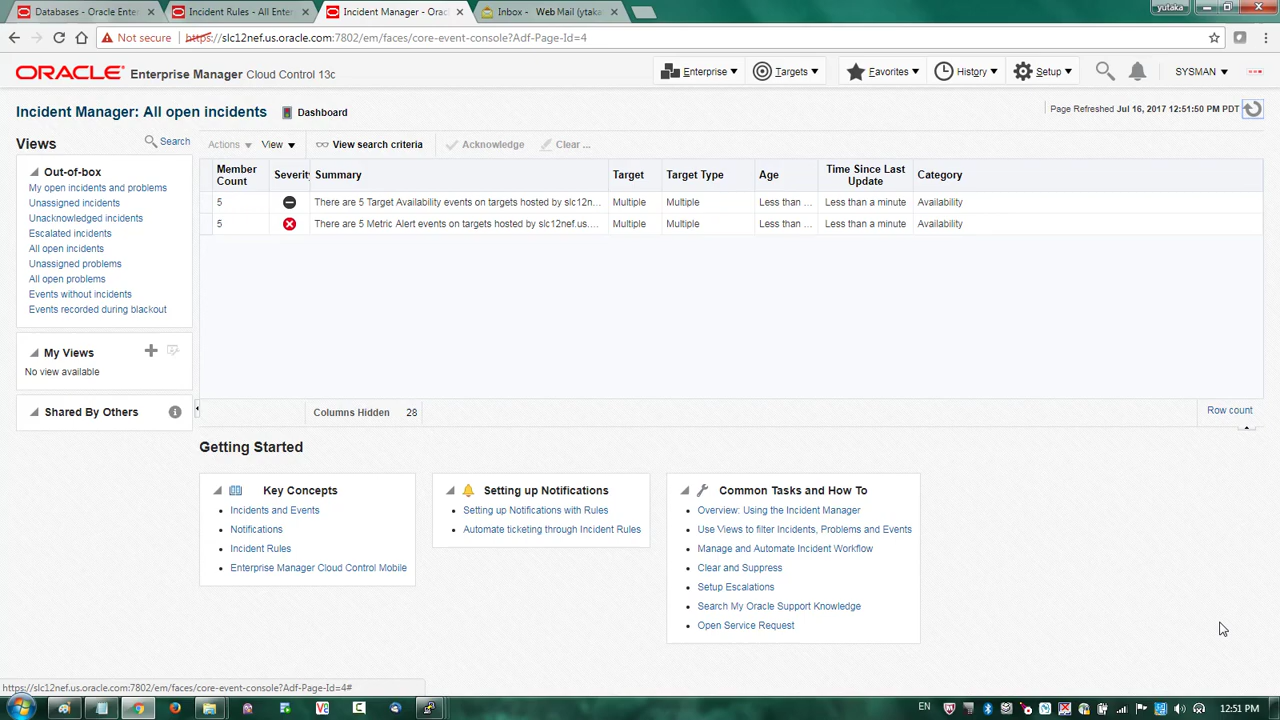 Databases - Oracle Enter
Incident Rules - All Enter
Incident Manager - Orac
Inbox - Web Mail (ytaka
yutaka
Not secure
https://slc12nef.us.oracle.com:7802/em/faces/core-event-console?Adf-Page-Id=4
ORACLE Enterprise Manager Cloud Control 13c
Enterprise
Targets
Favorites
History
Setup
SYSMAN
Incident Manager: All open incidents
Dashboard
Page Refreshed Jul 16, 2017 12:51:50 PM PDT
Views
Search
Out-of-box
My open incidents and problems
Unassigned incidents
Unacknowledged incidents
Escalated incidents
All open incidents
Unassigned problems
All open problems
Events without incidents
Events recorded during blackout
My Views
No view available
Shared By Others
Actions
View
View search criteria
Acknowledge
Clear ...
Member Count
Severity
Summary
Target
Target Type
Age
Time Since Last Update
Category
5 There are 5 Target Availability events on targets hosted by slc12n... Multiple Multiple Less than ... Less than a minute Availability
5 There are 5 Metric Alert events on targets hosted by slc12nef.us.... Multiple Multiple Less than ... Less than a minute Availability
Columns Hidden 28
Row count
Getting Started
Key Concepts
Incidents and Events
Notifications
Incident Rules
Enterprise Manager Cloud Control Mobile
Setting up Notifications
Setting up Notifications with Rules
Automate ticketing through Incident Rules
Common Tasks and How To
Overview: Using the Incident Manager
Use Views to filter Incidents, Problems and Events
Manage and Automate Incident Workflow
Clear and Suppress
Setup Escalations
Search My Oracle Support Knowledge
Open Service Request
https://slc12nef.us.oracle.com:7802/em/faces/core-event-console?Adf-Page-Id=4#
EN
12:51 PM